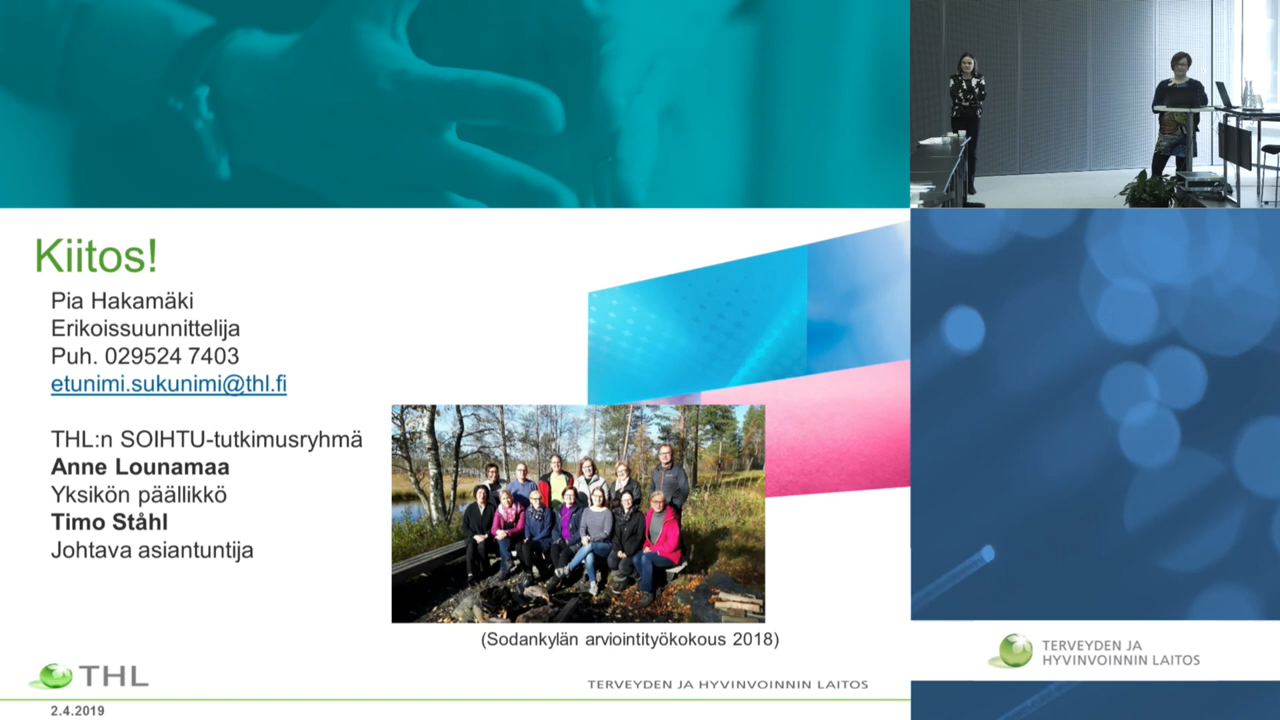 Kiitos!
Pia Hakamäki
Erikoissuunnittelija
Puh. 029524 7403
etunimi.sukunimi@thl.fi
THL:n SOIHTU-tutkimusryhmä
Anne Lounamaa
Yksikön päällikkö
Timo Ståhl
Johtava asiantuntija
(Sodankylän arviointityökokous 2018)
THL
TERVEYDEN JA HYVINVOINNIN LAITOS
2.4.2019
TERVEYDEN JA
HYVINVOINNIN LAITOS